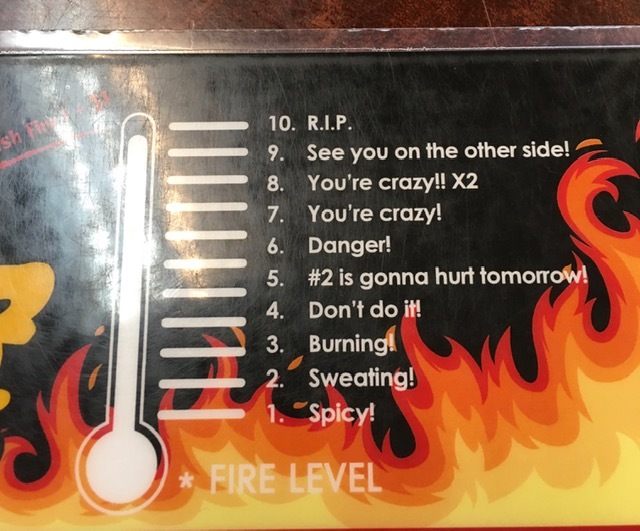 10. R.I.P.
9. See you on the other side!
8. You're crazy!! X2
7. You're crazy!
6. Danger!
5. #2 is gonna hurt tomorrow!
4. Don't do it!
3. Burning!
2. Sweating!
1. Spicy!
* FIRE LEVEL